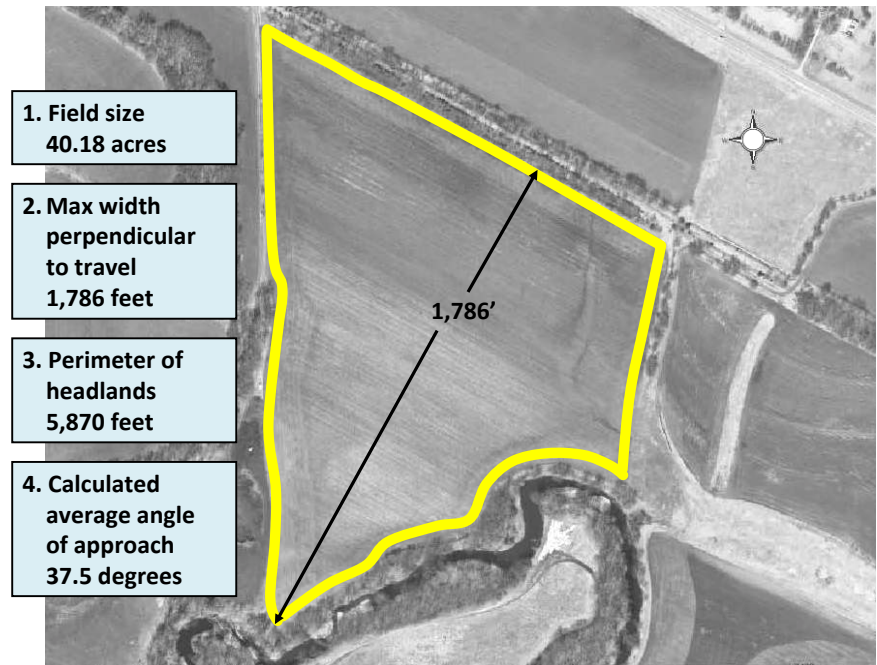 1. Field size
40.18 acres
2. Max width
perpendicular
to travel
1,786 feet
3. Perimeter of
headlands
5,870 feet
4. Calculated
average angle
of approach
37.5 degrees
1,786’